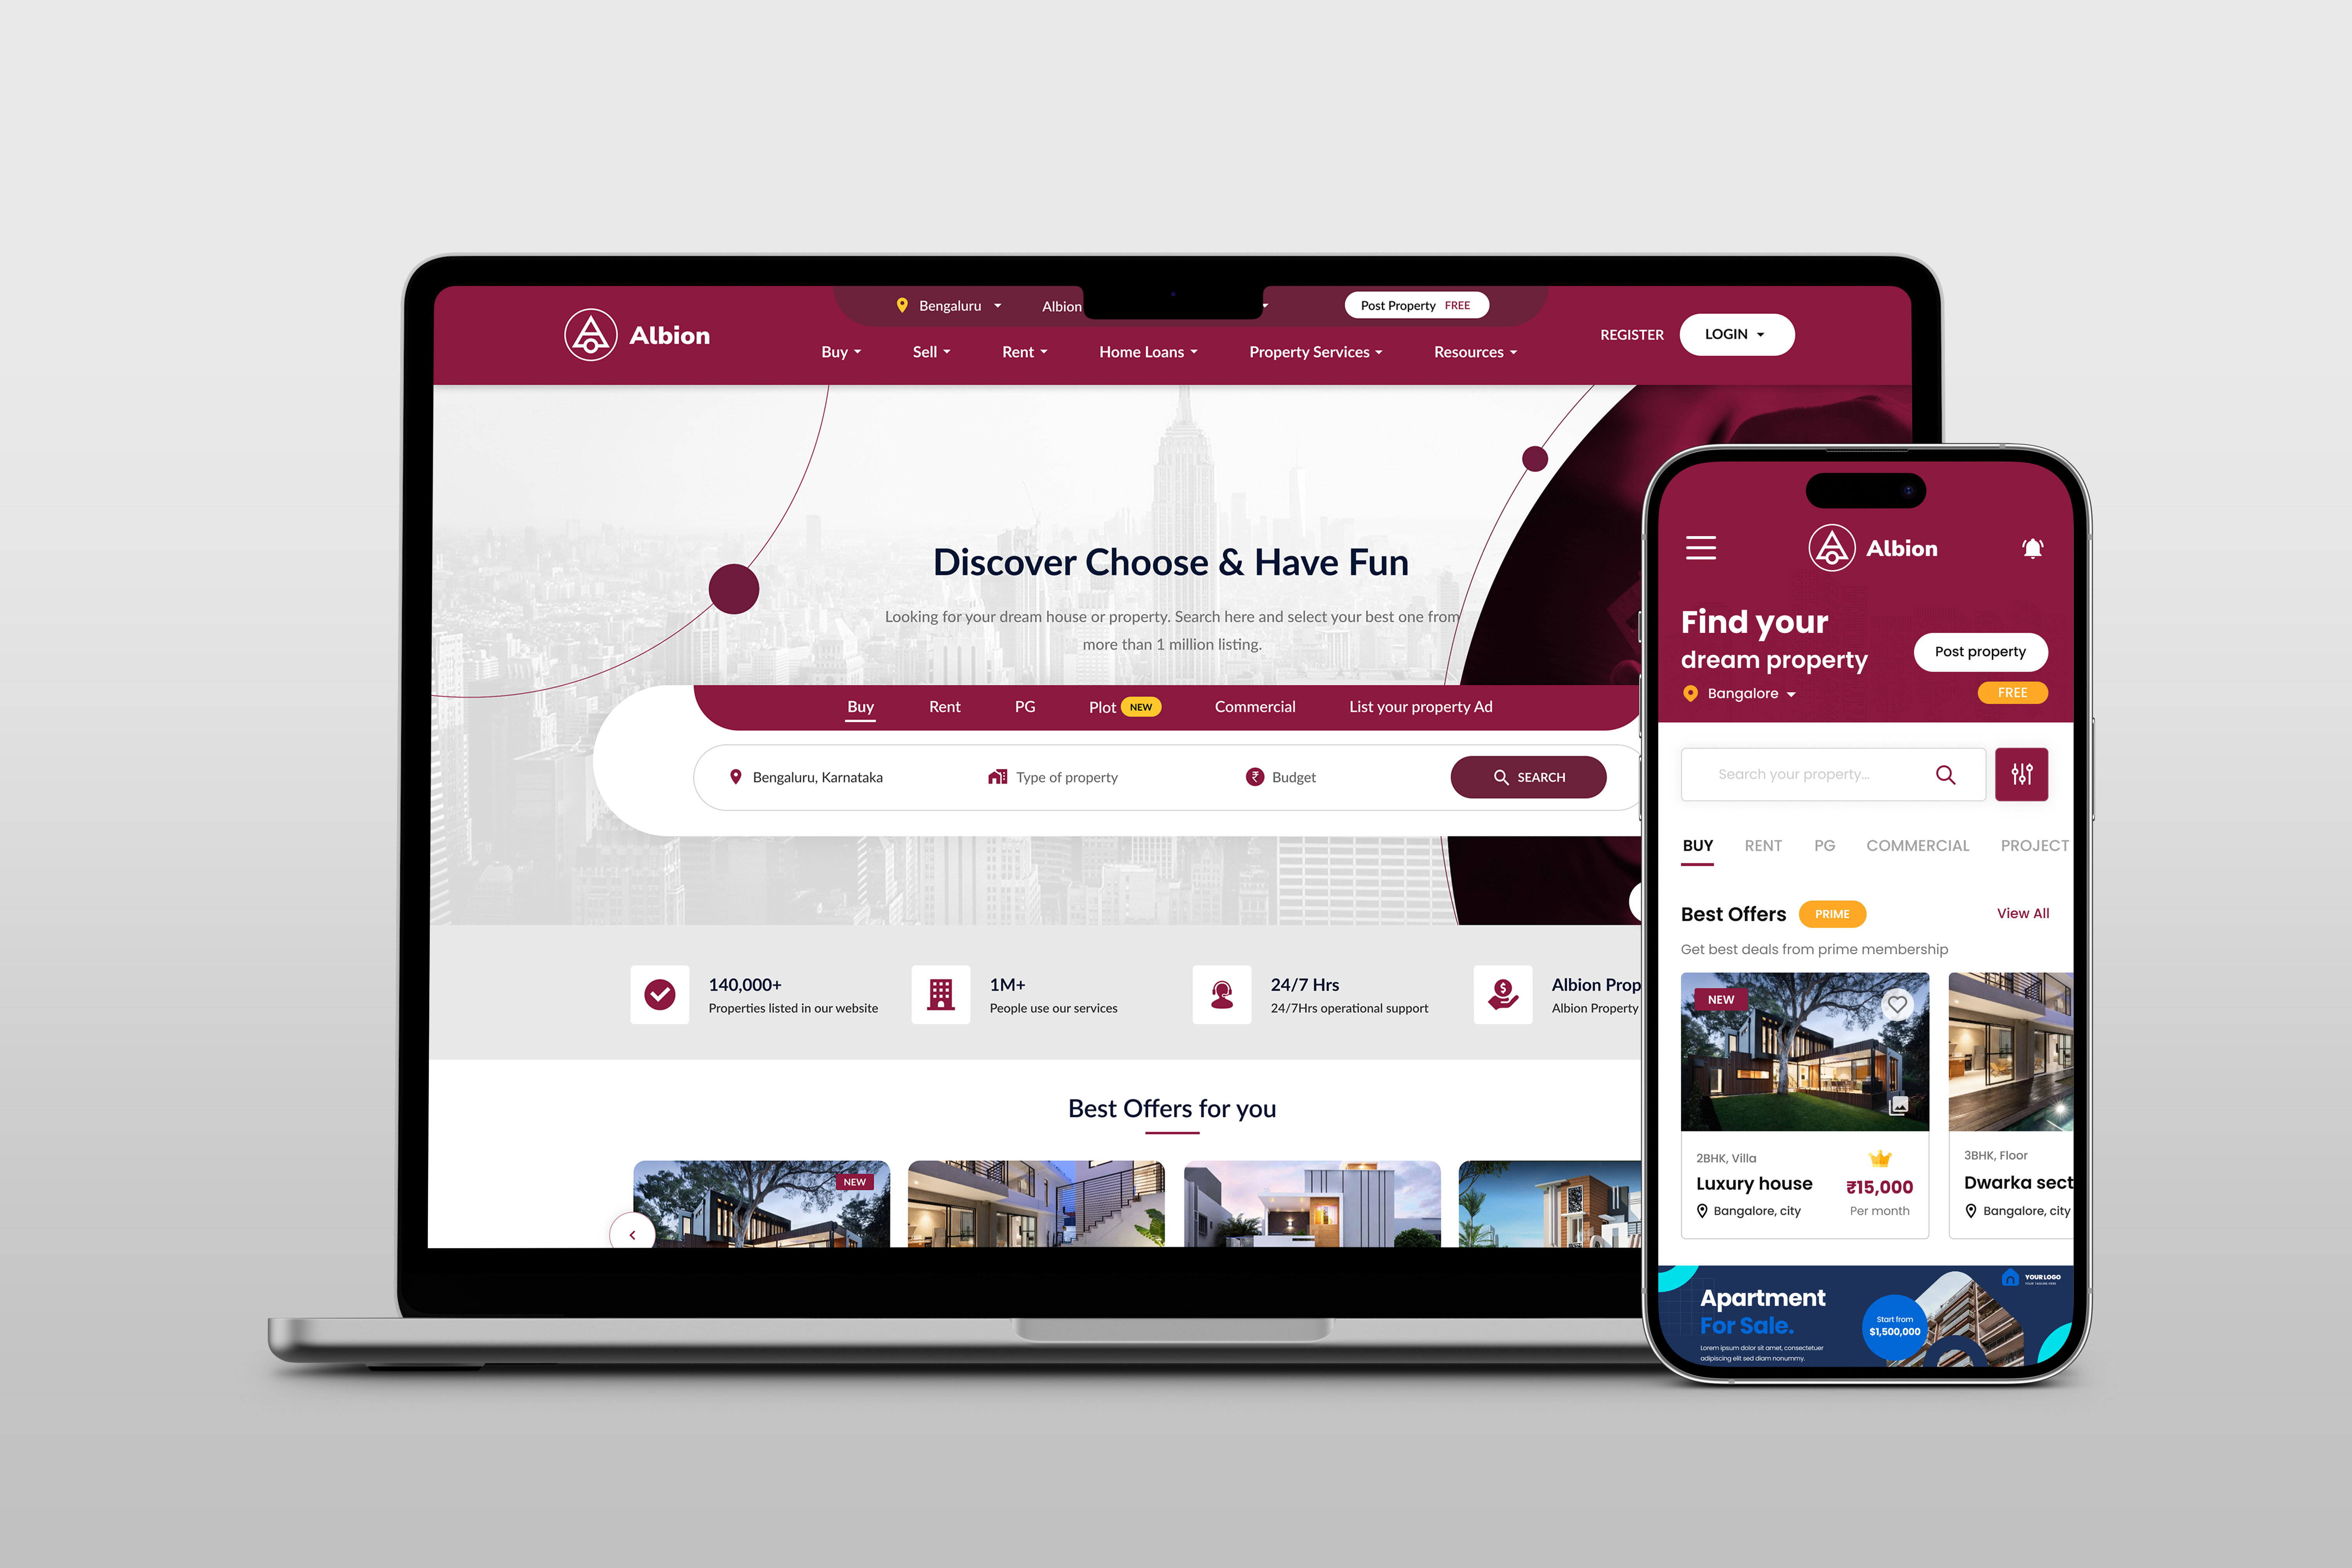 Albion
Bengaluru
Albion
Post Property FREE
Buy
Sell
Rent
Home Loans
Property Services
Resources
REGISTER
LOGIN
Discover Choose & Have Fun
Looking for your dream house or property. Search here and select your best one from
more than 1 million listing.
Buy
Rent
PG
Plot NEW
Commercial
List your property Ad
Bengaluru, Karnataka
Type of property
Budget
SEARCH
140,000+
Properties listed in our website
1M+
People use our services
24/7 Hrs
24/7Hrs operational support
Albion Prop
Albion Property
Best Offers for you
NEW
Albion
Find your
dream property
Bangalore
Post property
FREE
Search your property...
BUY
RENT
PG
COMMERCIAL
PROJECT
Best Offers PRIME
View All
Get best deals from prime membership
NEW
2BHK, Villa
Luxury house
₹15,000
Bangalore, city
Per month
3BHK, Floor
Dwarka sect
Bangalore, city
Apartment
For Sale.
Lorem ipsum dolor sit amet, consectetuer
adipiscing elit sed diam nonummy.
Start from
$1,500,000
YOUR LOGO